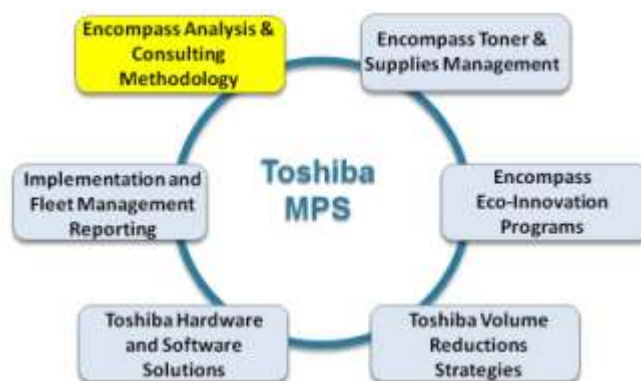 Encompass Analysis &
Consulting
Methodology
Encompass Toner &
Supplies Management
Implementation and
Fleet Management
Reporting
Toshiba
MPS
Encompass
Eco-Innovation
Programs
Toshiba Hardware
and Software
Solutions
Toshiba Volume
Reductions
Strategies